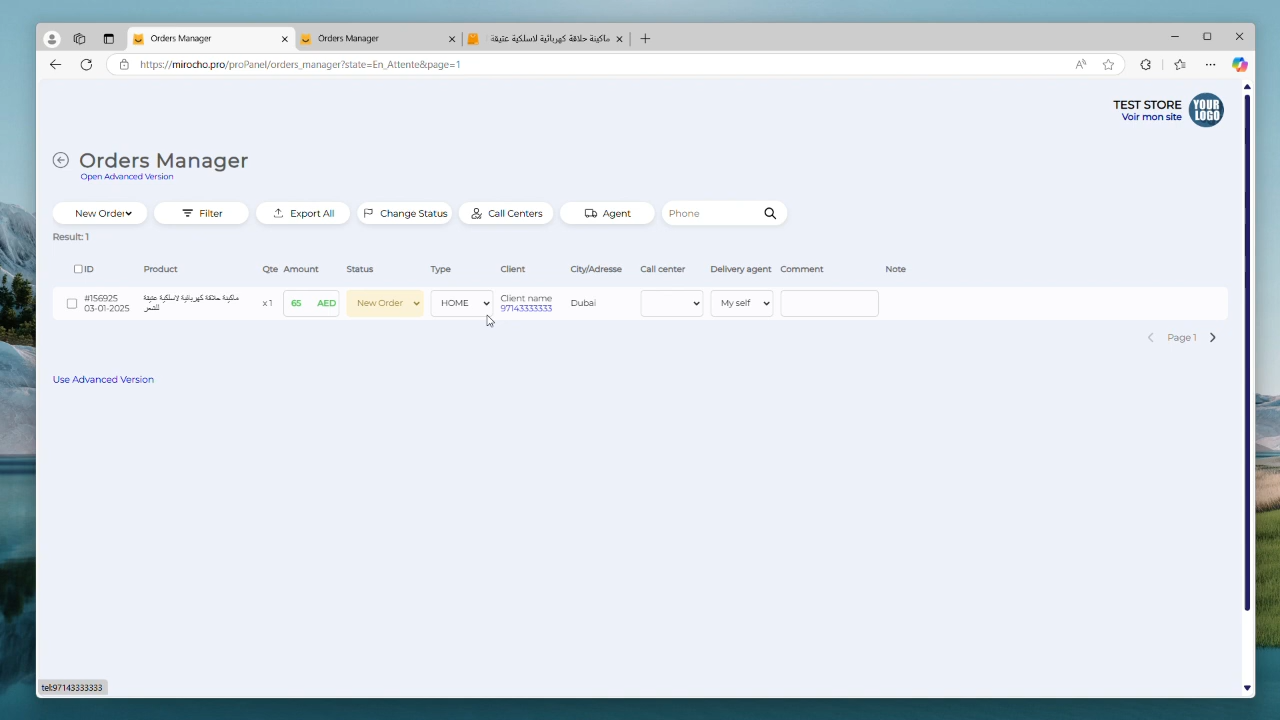 Orders Manager
Orders Manager
ماكينة حلاقة كهربائية لاسلكية عتيقة
https://mirocho.pro/proPanel/orders_manager?state=En_Attente&page=1
TEST STORE
Voir mon site
YOUR
LOGO
Orders Manager
Open Advanced Version
New Order
Filter
Export All
Change Status
Call Centers
Agent
Phone
Result: 1
ID Product Qte Amount Status Type Client City/Adresse Call center Delivery agent Comment Note
#156925
03-01-2025
ماكينة حلاقة كهربائية لاسلكية عتيقة
للشعر
x 1
65 AED
New Order
HOME
Client name
97143333333
Dubai
My self
Page 1
Use Advanced Version
tel:97143333333